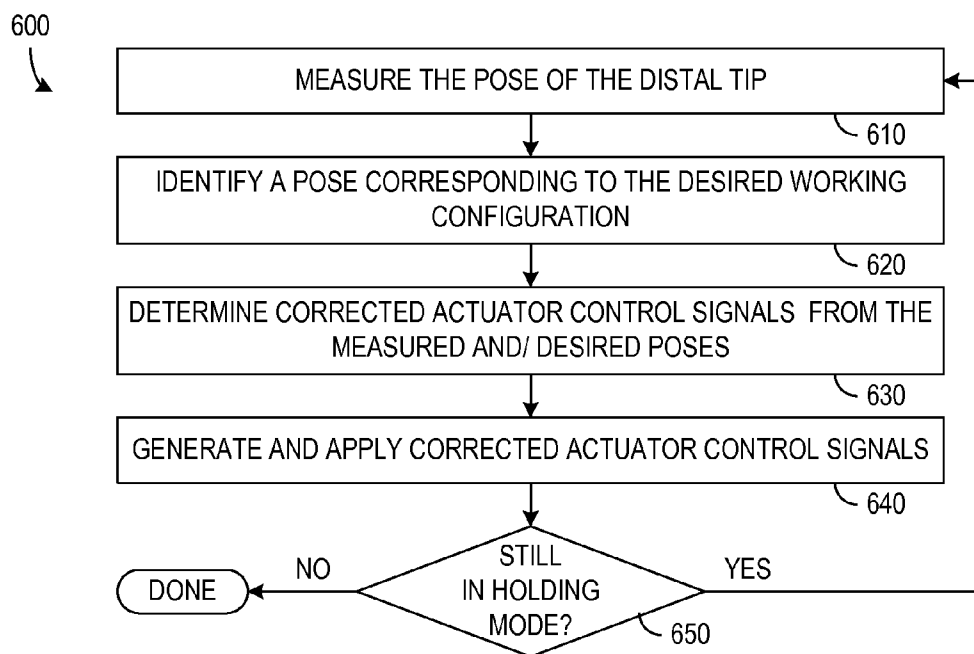 600
MEASURE THE POSE OF THE DISTAL TIP
610
IDENTIFY A POSE CORRESPONDING TO THE DESIRED WORKING
CONFIGURATION
620
DETERMINE CORRECTED ACTUATOR CONTROL SIGNALS FROM THE
MEASURED AND/ DESIRED POSES
630
GENERATE AND APPLY CORRECTED ACTUATOR CONTROL SIGNALS
640
STILL
IN HOLDING
MODE?
650
NO
YES
DONE